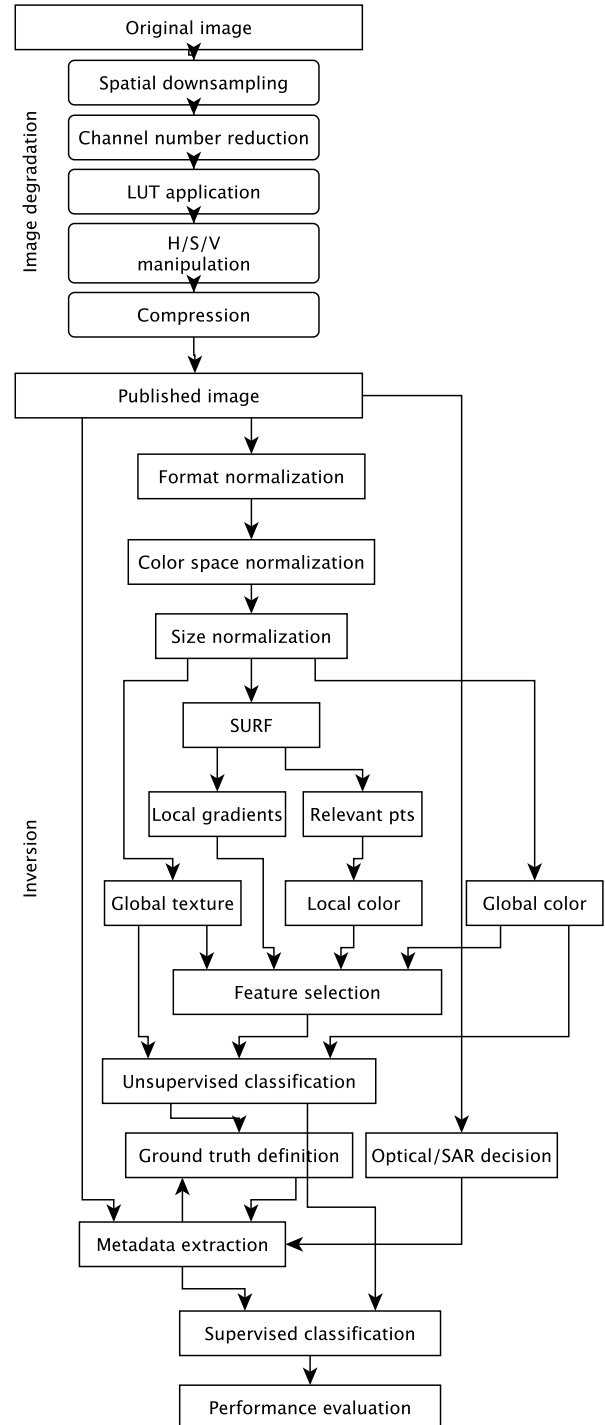 Original image
Spatial downsampling
Channel number reduction
LUT application
H/S/V
manipulation
Compression
Image degradation
Published image
Format normalization
Color space normalization
Size normalization
SURF
Local gradients
Relevant pts
Global texture
Local color
Global color
Feature selection
Inversion
Unsupervised classification
Ground truth definition
Optical/SAR decision
Metadata extraction
Supervised classification
Performance evaluation